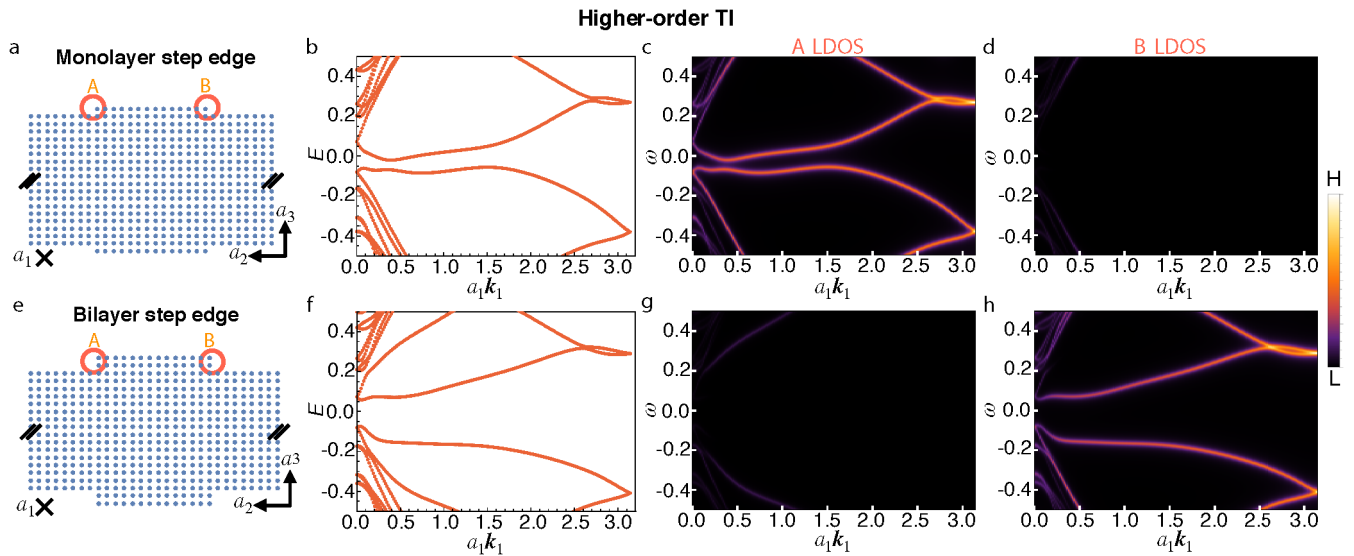 Higher-order TI
a
Monolayer step edge
A
B
a3
a1
a2
b
E
0.4
0.2
0.0
-0.2
-0.4
0.0 0.5 1.0 1.5 2.0 2.5 3.0
a1k1
c
A LDOS
ω
0.4
0.2
0.0
-0.2
-0.4
0.0 0.5 1.0 1.5 2.0 2.5 3.0
a1k1
d
B LDOS
ω
0.4
0.2
0.0
-0.2
-0.4
0.0 0.5 1.0 1.5 2.0 2.5 3.0
a1k1
H
L
e
Bilayer step edge
A
B
a3
a1
a2
f
E
0.4
0.2
0.0
-0.2
-0.4
0.0 0.5 1.0 1.5 2.0 2.5 3.0
a1k1
g
ω
0.4
0.2
0.0
-0.2
-0.4
0.0 0.5 1.0 1.5 2.0 2.5 3.0
a1k1
h
ω
0.4
0.2
0.0
-0.2
-0.4
0.0 0.5 1.0 1.5 2.0 2.5 3.0
a1k1